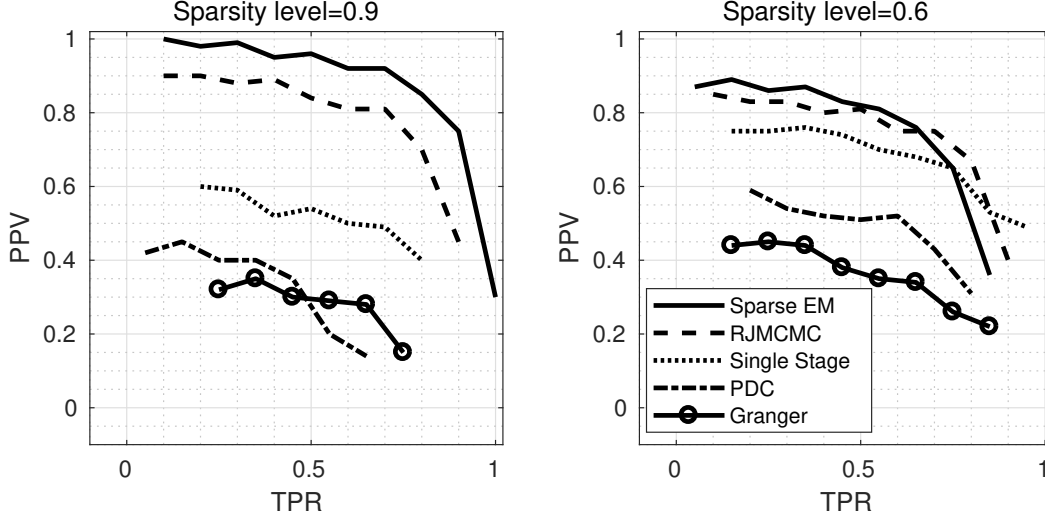 Sparsity level=0.9
1
0.8
0.6
0.4
0.2
0
PPV
0
0.5
1
TPR
Sparsity level=0.6
1
0.8
0.6
0.4
0.2
0
PPV
0
0.5
1
TPR
Sparse EM
RJMCMC
Single Stage
PDC
Granger